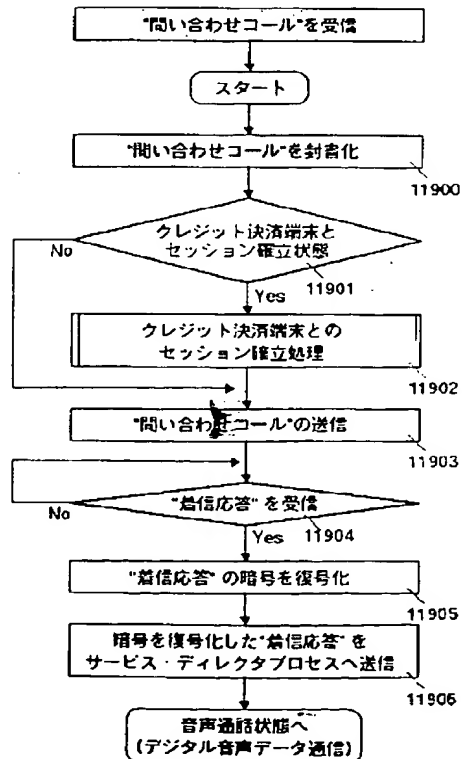 "問い合わせコール"を受信
スタート
"問い合わせコール"を封書化
11900
クレジット決済端末と
セッション確立状態
No
11901
Yes
クレジット決済端末との
セッション確立処理
11902
"問い合わせコール"の送信
11903
"着信応答"を受信
No
11904
Yes
"着信応答"の暗号を復号化
11905
暗号を復号化した"着信応答"を
サービス・ディレクタプロセスへ送信
11906
音声通話状態へ
(デジタル音声データ通信)